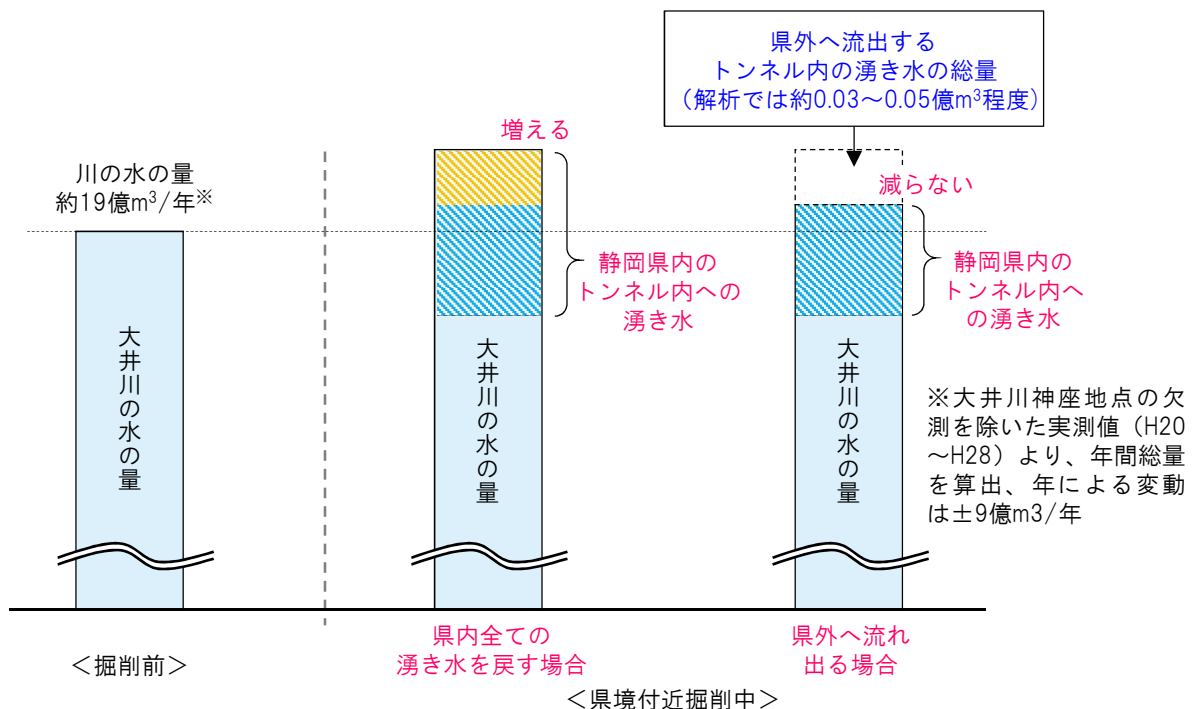 県外へ流出する
トンネル内の湧き水の総量
（解析では約0.03～0.05億m³程度）
増える
川の水の量
約19億m³/年※
減らない
静岡県内の
トンネル内への
湧き水
静岡県内の
トンネル内へ
の湧き水
大井川の水の量
大井川の水の量
大井川の水の量
※大井川神座地点の欠
測を除いた実測値（H20
～H28）より、年間総量
を算出、年による変動
は±9億m3/年
＜掘削前＞
県内全ての
湧き水を戻す場合
県外へ流れ
出る場合
＜県境付近掘削中＞